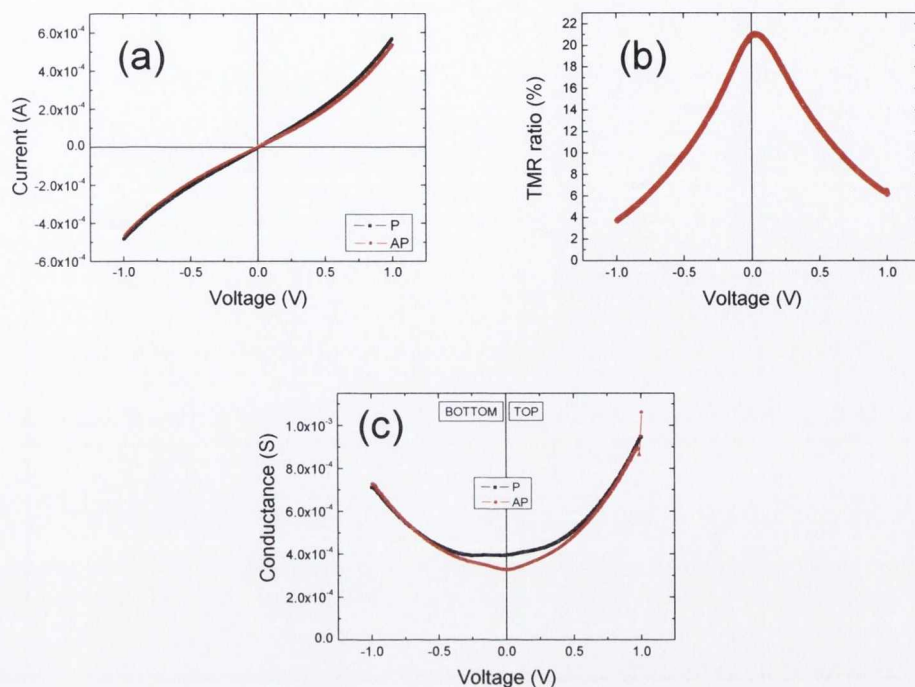 (a)
6.0x10⁻⁴
4.0x10⁻⁴
2.0x10⁻⁴
0.0
-2.0x10⁻⁴
-4.0x10⁻⁴
-6.0x10⁻⁴
Current (A)
-1.0 -0.5 0.0 0.5 1.0
Voltage (V)
P
AP
(b)
22
20
18
16
14
12
10
8
6
4
2
0
TMR ratio (%)
-1.0 -0.5 0.0 0.5 1.0
Voltage (V)
(c)
BOTTOM TOP
1.0x10⁻³
8.0x10⁻⁴
6.0x10⁻⁴
4.0x10⁻⁴
2.0x10⁻⁴
0.0
Conductance (S)
P
AP
-1.0 -0.5 0.0 0.5 1.0
Voltage (V)